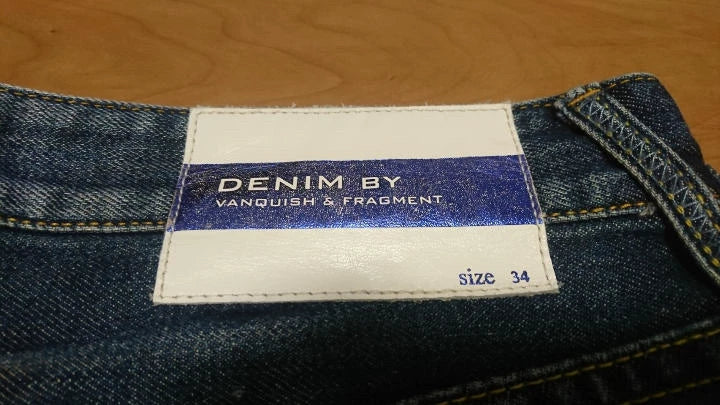 DENIM BY
VANQUISH & FRAGMENT
size 34